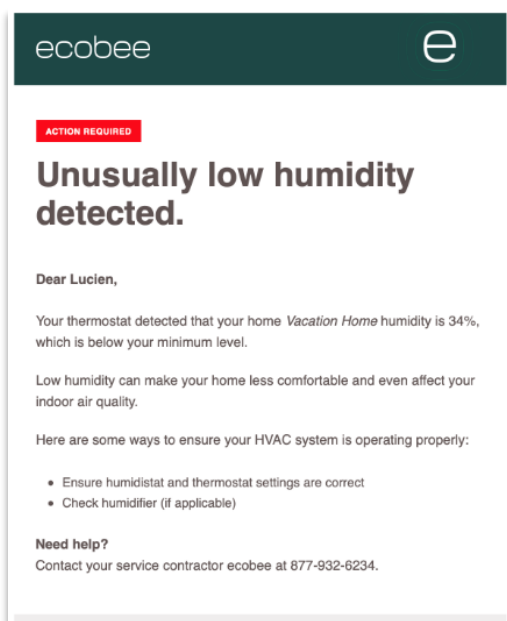 ecobee
e
ACTION REQUIRED
Unusually low humidity
detected.
Dear Lucien,
Your thermostat detected that your home Vacation Home humidity is 34%,
which is below your minimum level.
Low humidity can make your home less comfortable and even affect your
indoor air quality.
Here are some ways to ensure your HVAC system is operating properly:
• Ensure humidistat and thermostat settings are correct
• Check humidifier (if applicable)
Need help?
Contact your service contractor ecobee at 877-932-6234.